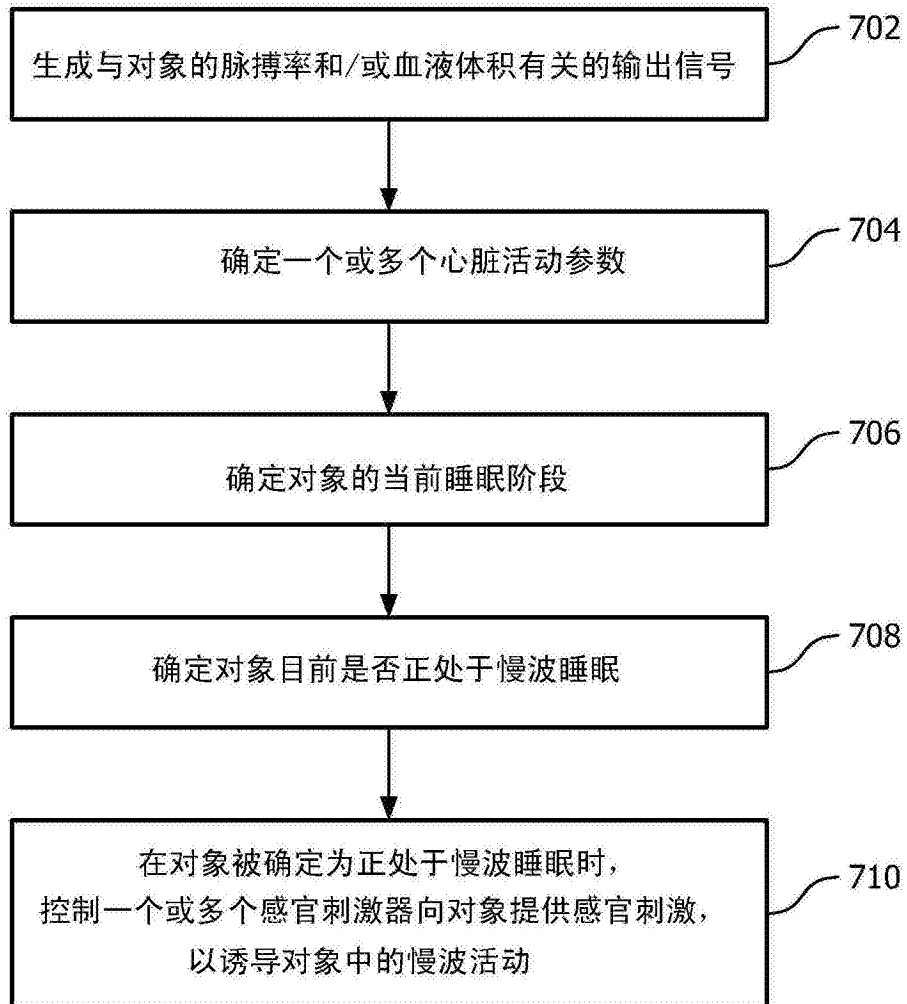 生成与对象的脉搏率和/或血液体积有关的输出信号
702
确定一个或多个心脏活动参数
704
确定对象的当前睡眠阶段
706
确定对象目前是否正处于慢波睡眠
708
在对象被确定为正处于慢波睡眠时，
控制一个或多个感官刺激器向对象提供感官刺激，
以诱导对象中的慢波活动
710